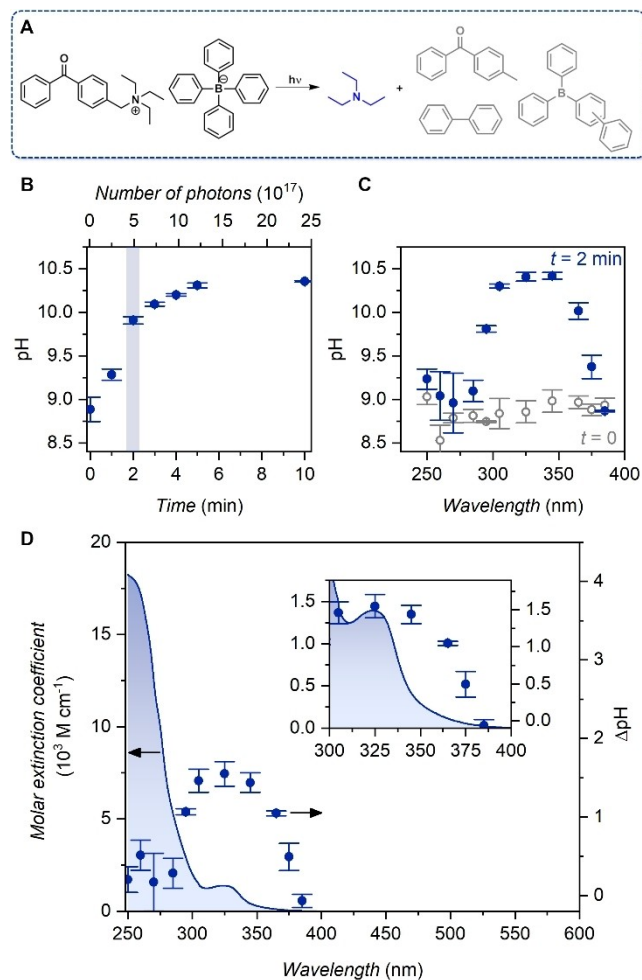 A
O
N
⊕
B
⊖
hν
N
+
O
B
B
Number of photons (10¹⁷)
0 5 10 15 20 25
pH
10.5
10.0
9.5
9.0
8.5
0 2 4 6 8 10
Time (min)
C
pH
10.5
10.0
9.5
9.0
8.5
t = 2 min
t = 0
250 300 350 400
Wavelength (nm)
D
Molar extinction coefficient
(10³ M cm⁻¹)
20
15
10
5
0
250 300 350 400 450 500 550 600
Wavelength (nm)
ΔpH
4
3
2
1
0
1.5
1.0
0.5
0.0
300 325 350 375 400
1.5
1.0
0.5
0.0